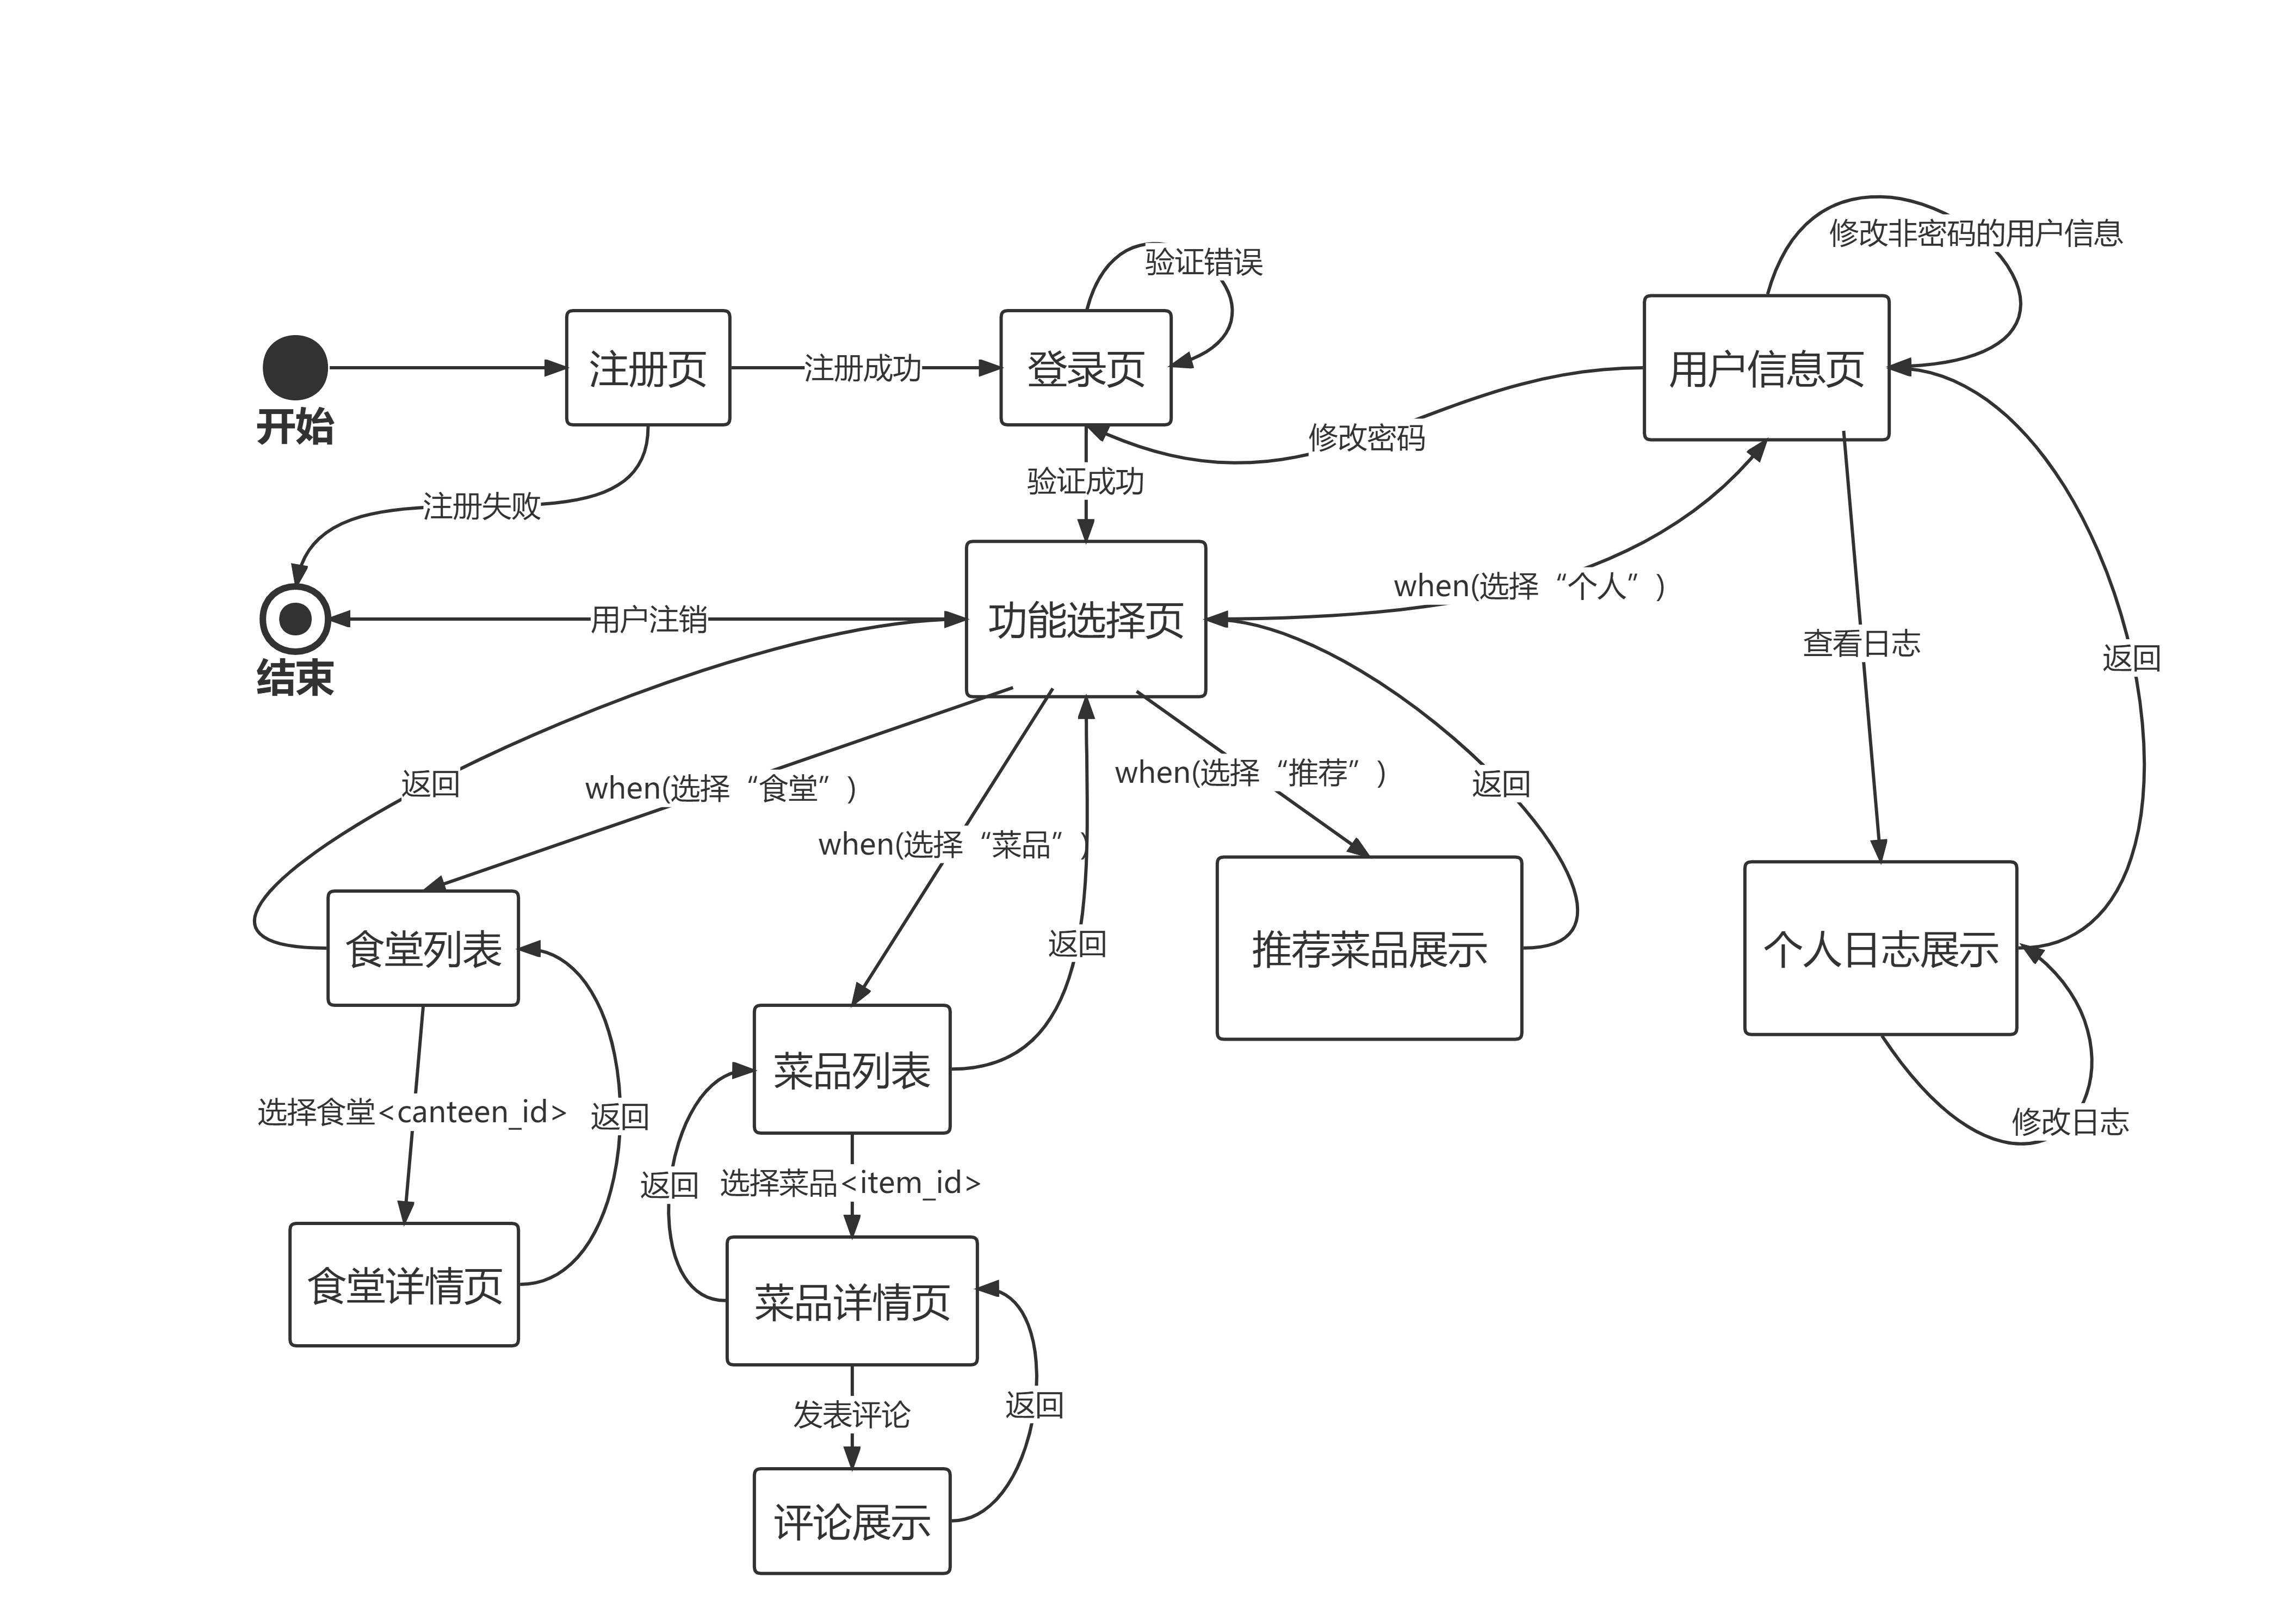 修改非密码的用户信息
验证错误
开始
注册页
注册成功
登录页
用户信息页
修改密码
验证成功
注册失败
when(选择“个人”)
结束
用户注销
功能选择页
查看日志
返回
返回
when(选择“食堂”)
when(选择“推荐”)
返回
when(选择“菜品”)
返回
食堂列表
推荐菜品展示
个人日志展示
菜品列表
选择食堂<canteen_id>
返回
修改日志
返回
选择菜品<item_id>
食堂详情页
菜品详情页
发表评论
返回
评论展示